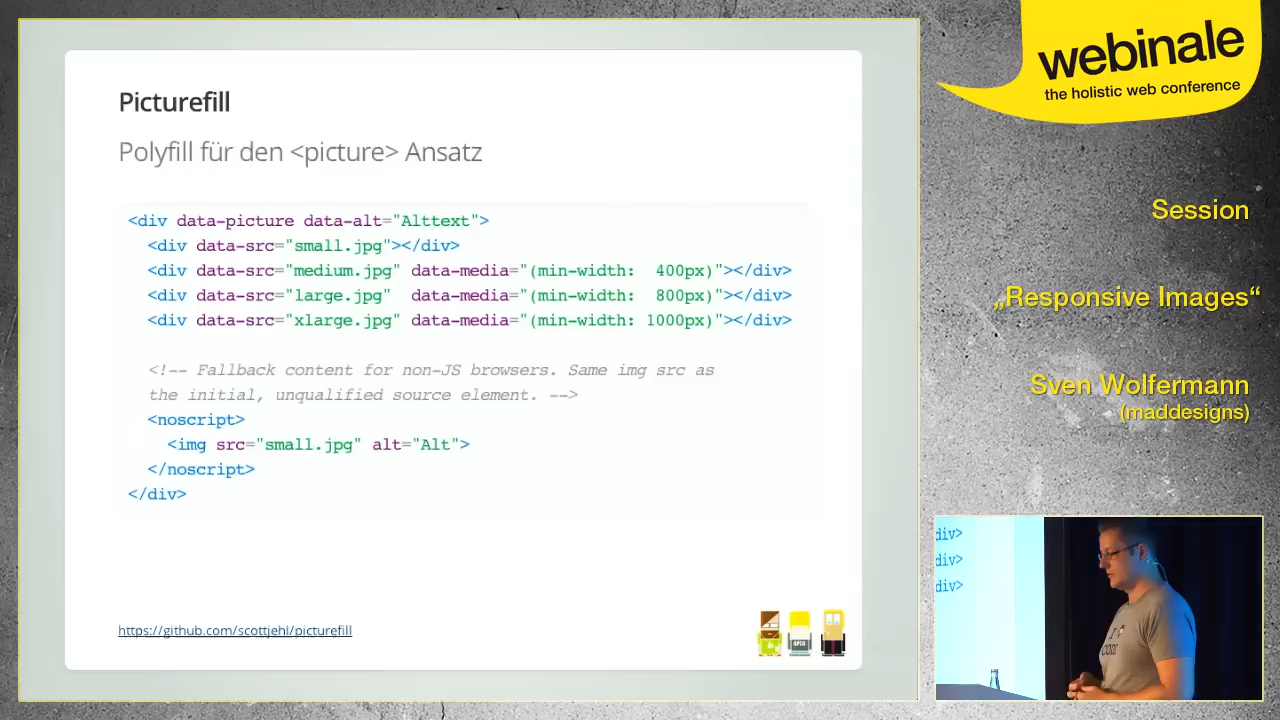 Picturefill
Polyfill für den <picture> Ansatz
<div data-picture data-alt="Alttext">
<div data-src="small.jpg"></div>
<div data-src="medium.jpg" data-media="(min-width:  400px)"></div>
<div data-src="large.jpg"  data-media="(min-width:  800px)"></div>
<div data-src="xlarge.jpg" data-media="(min-width: 1000px)"></div>
<!-- Fallback content for non-JS browsers. Same img src as
the initial, unqualified source element. -->
<noscript>
<img src="small.jpg" alt="Alt">
</noscript>
</div>
https://github.com/scottjehl/picturefill
webinale
the holistic web conference
Session
„Responsive Images“
Sven Wolfermann
(maddesigns)
div>
div>
div>